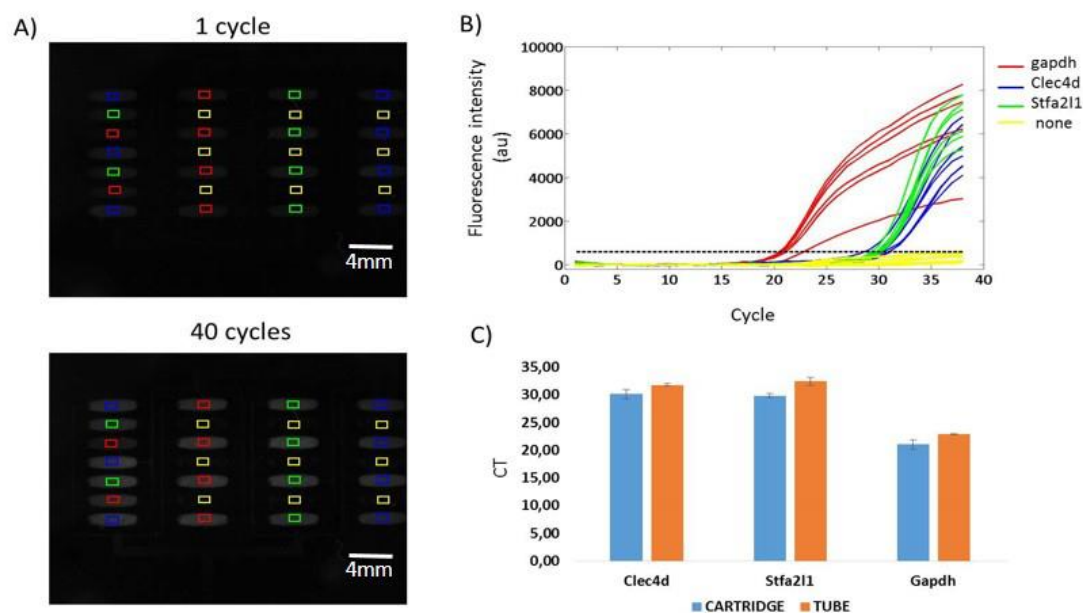 A)
1 cycle
4mm
40 cycles
4mm
B)
Fluorescence intensity
(au)
10000
8000
6000
4000
2000
0
0
5
10
15
20
25
30
35
40
Cycle
gapdh
Clec4d
Stfa2l1
none
C)
CT
35,00
30,00
25,00
20,00
15,00
10,00
5,00
0,00
Clec4d
Stfa2l1
Gapdh
CARTRIDGE
TUBE